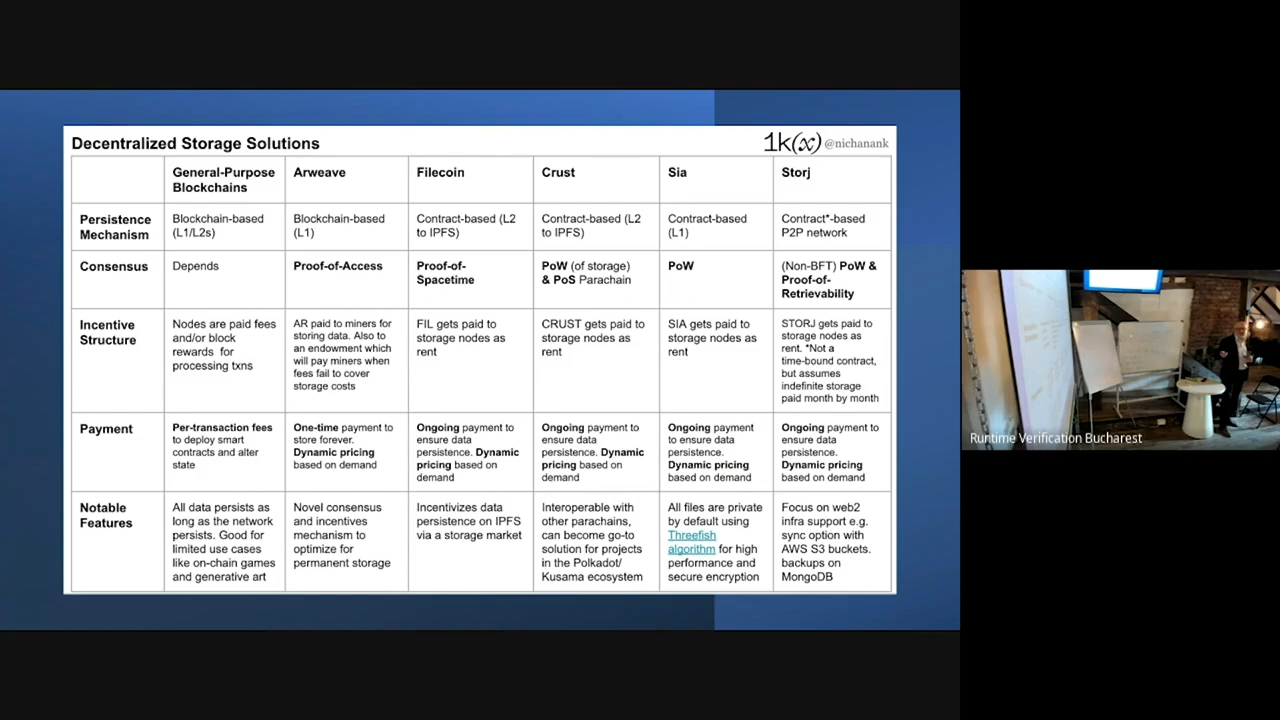 Decentralized Storage Solutions
1k(x) @nichanank
General-Purpose
Blockchains
Arweave
Filecoin
Crust
Sia
Storj
Persistence
Mechanism
Blockchain-based
(L1/L2s)
Blockchain-based
(L1)
Contract-based (L2
to IPFS)
Contract-based (L2
to IPFS)
Contract-based
(L1)
Contract*-based
P2P network
Consensus
Depends
Proof-of-Access
Proof-of-
Spacetime
PoW (of storage)
& PoS Parachain
PoW
(Non-BFT) PoW &
Proof-of-
Retrievability
Incentive
Structure
Nodes are paid fees
and/or block
rewards for
processing txns
AR paid to miners for
storing data. Also to
an endowment which
will pay miners when
fees fail to cover
storage costs
FIL gets paid to
storage nodes as
rent
CRUST gets paid to
storage nodes as
rent
SIA gets paid to
storage nodes as
rent
STORJ gets paid to
storage nodes as
rent. *Not a
time-bound contract,
but assumes
indefinite storage
paid month by month
Payment
Per-transaction fees
to deploy smart
contracts and alter
state
One-time payment to
store forever.
Dynamic pricing
based on demand
Ongoing payment to
ensure data
persistence. Dynamic
pricing based on
demand
Ongoing payment to
ensure data
persistence. Dynamic
pricing based on
demand
Ongoing payment
to ensure data
persistence.
Dynamic pricing
based on demand
Ongoing payment to
ensure data
persistence.
Dynamic pricing
based on demand
Notable
Features
All data persists as
long as the network
persists. Good for
limited use cases
like on-chain games
and generative art
Novel consensus
and incentives
mechanism to
optimize for
permanent storage
Incentivizes data
persistence on IPFS
via a storage market
Interoperable with
other parachains,
can become go-to
solution for projects
in the Polkadot/
Kusama ecosystem
All files are private
by default using
Threefish
algorithm for high
performance and
secure encryption
Focus on web2
infra support e.g.
sync option with
AWS S3 buckets.
backups on
MongoDB
Runtime Verification Bucharest